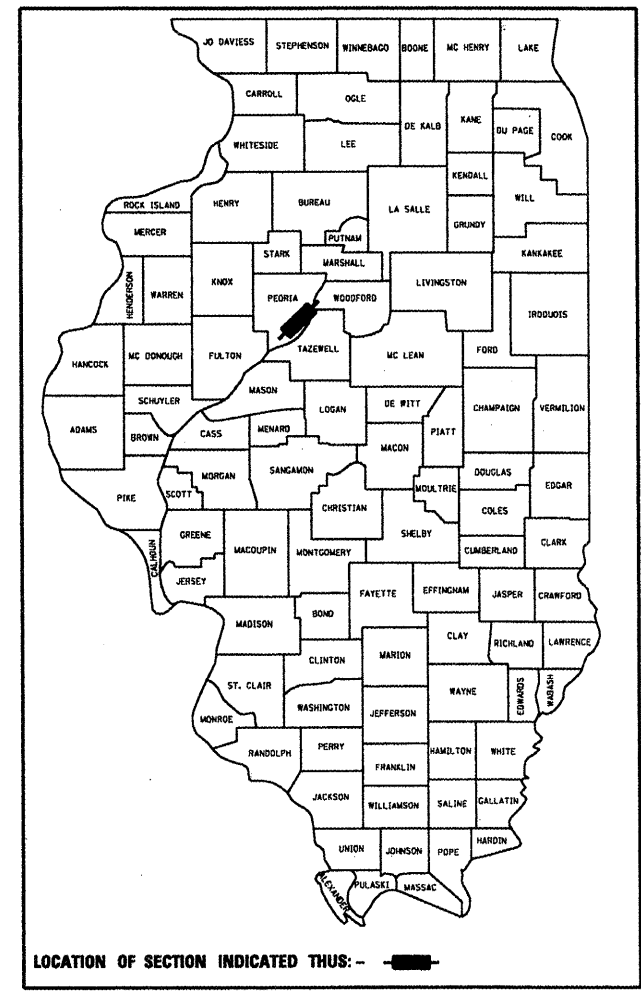 JO DAVIESS STEPHENSON WINNEBAGO BOONE MC HENRY LAKE
CARROLL OGLE DE KALB KANE DU PAGE COOK
WHITESIDE LEE KENDALL WILL
ROCK ISLAND HENRY BUREAU LA SALLE GRUNDY
MERCER STARK PUTNAM KANKAKEE
MARSHALL
HENDERSON WARREN KNOX PEORIA WOODFORD LIVINGSTON IROQUOIS
HANCOCK MC DONOUGH FULTON TAZEWELL MC LEAN FORD
SCHUYLER MASON LOGAN DE WITT CHAMPAIGN VERMILION
ADAMS BROWN CASS MENARD MACON PIATT
PIKE SCOTT MORGAN SANGAMON MOULTRIE DOUGLAS EDGAR
CHRISTIAN COLES
GREENE MACOUPIN MONTGOMERY SHELBY CUMBERLAND CLARK
CALHOUN JERSEY FAYETTE EFFINGHAM JASPER CRAWFORD
MADISON BOND
CLINTON MARION CLAY RICHLAND LAWRENCE
ST. CLAIR WASHINGTON JEFFERSON WAYNE EDWARDS WABASH
MONROE
RANDOLPH PERRY FRANKLIN HAMILTON WHITE
JACKSON WILLIAMSON SALINE GALLATIN
UNION JOHNSON POPE HARDIN
ALEXANDER PULASKI MASSAC
LOCATION OF SECTION INDICATED THUS: -